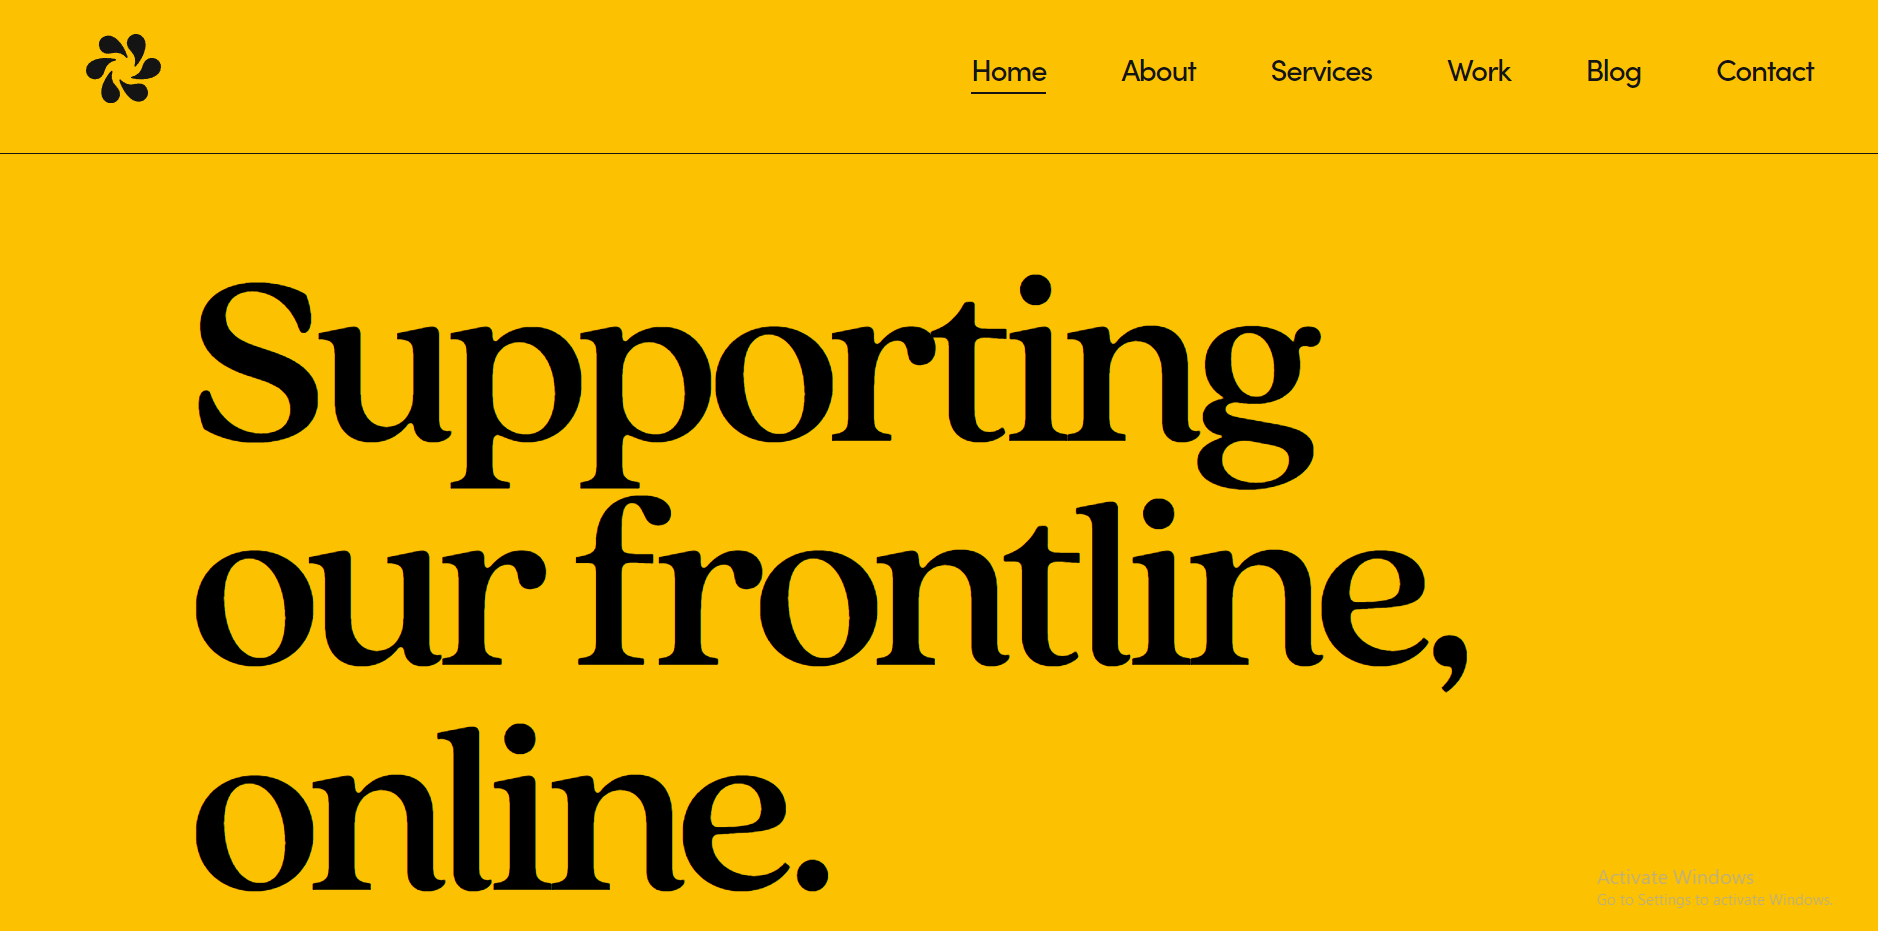 Home About Services Work Blog Contact
Supporting
our frontline,
online.
Activate Windows
Go to Settings to activate Windows.